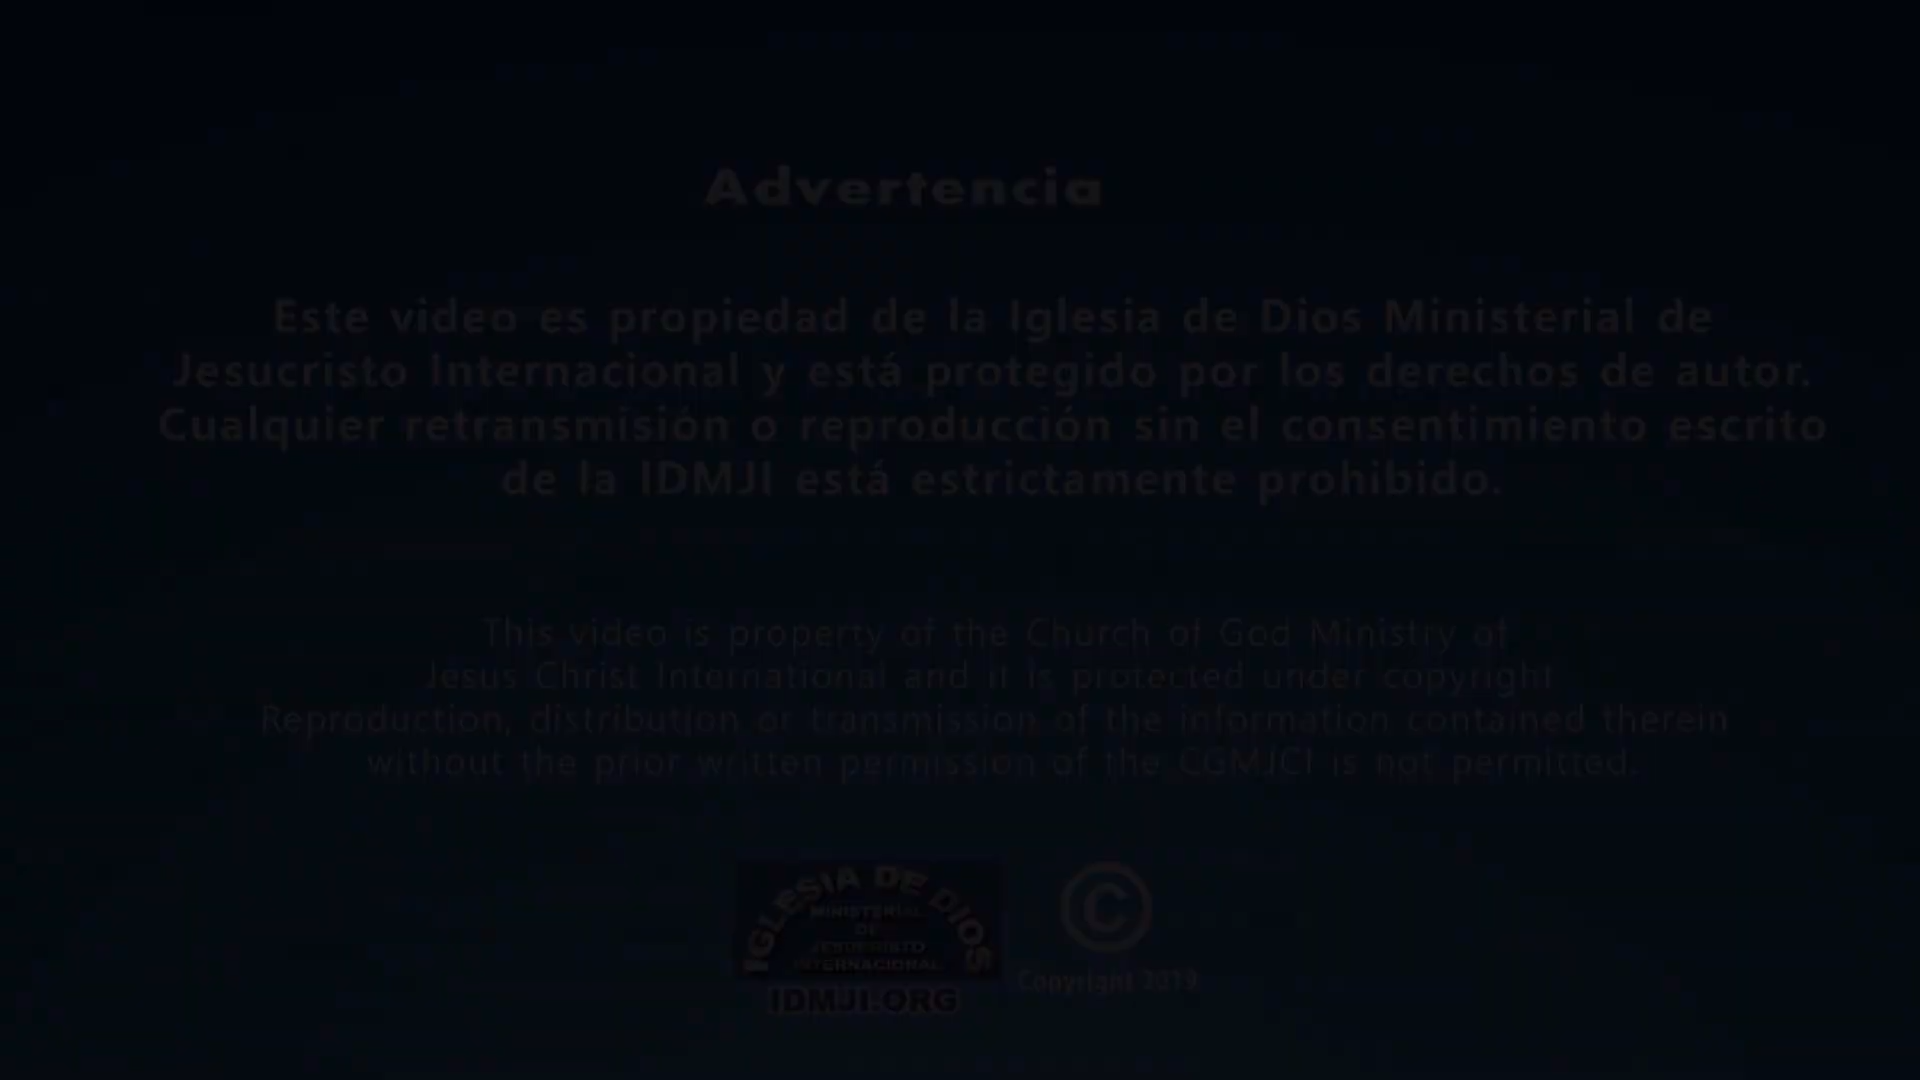 Advertencia
Este video es propiedad de la Iglesia de Dios Ministerial de
Jesucristo Internacional y está protegido por los derechos de autor.
Cualquier retransmisión o reproducción sin el consentimiento escrito
de la IDMJI está estrictamente prohibido.
This video is property of the Church of God Ministry of
Jesus Christ International and it is protected under copyright
Reproduction, distribution or transmission of the information contained therein
without the prior written permission of the CGMJCI is not permitted.
IGLESIA DE DIOS
MINISTERIAL
DE
JESUCRISTO
INTERNACIONAL
IDMJI.ORG
©
Copyright 2019